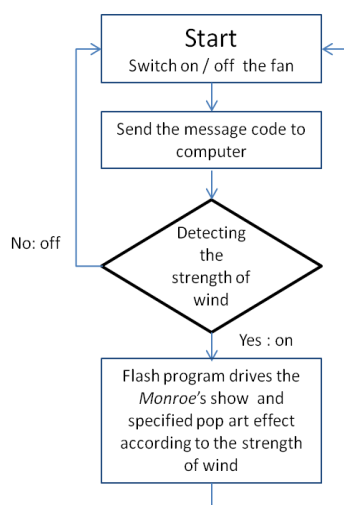 Start
Switch on / off the fan
Send the message code to
computer
Detecting
the
strength of
wind
No: off
Yes : on
Flash program drives the
Monroe's show and
specified pop art effect
according to the strength
of wind